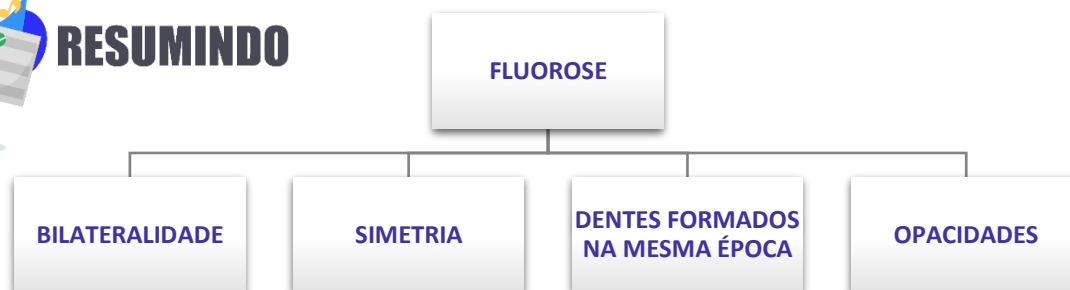 RESUMINDO
FLUOROSE
BILATERALIDADE
SIMETRIA
DENTES FORMADOS
NA MESMA ÉPOCA
OPACIDADES